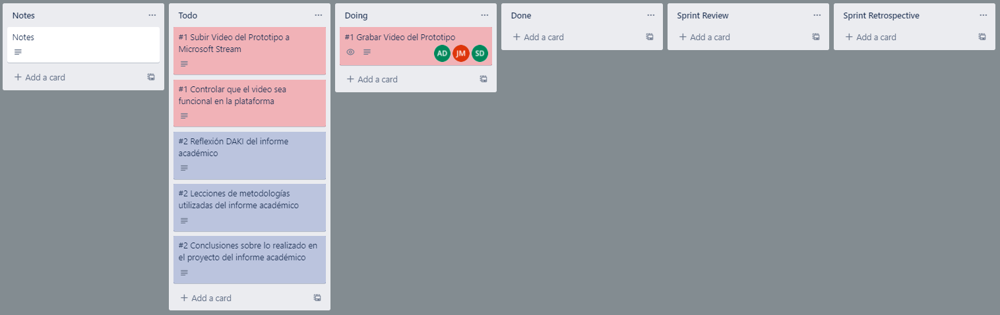 Notes
Notes
Add a card
Todo
#1 Subir Video del Prototipo a
Microsoft Stream
#1 Controlar que el video sea
funcional en la plataforma
#2 Reflexión DAKI del informe
académico
#2 Lecciones de metodologías
utilizadas del informe académico
#2 Conclusiones sobre lo realizado en
el proyecto del informe académico
Add a card
Doing
#1 Grabar Video del Prototipo
AD JM SD
Add a card
Done
Add a card
Sprint Review
Add a card
Sprint Retrospective
Add a card